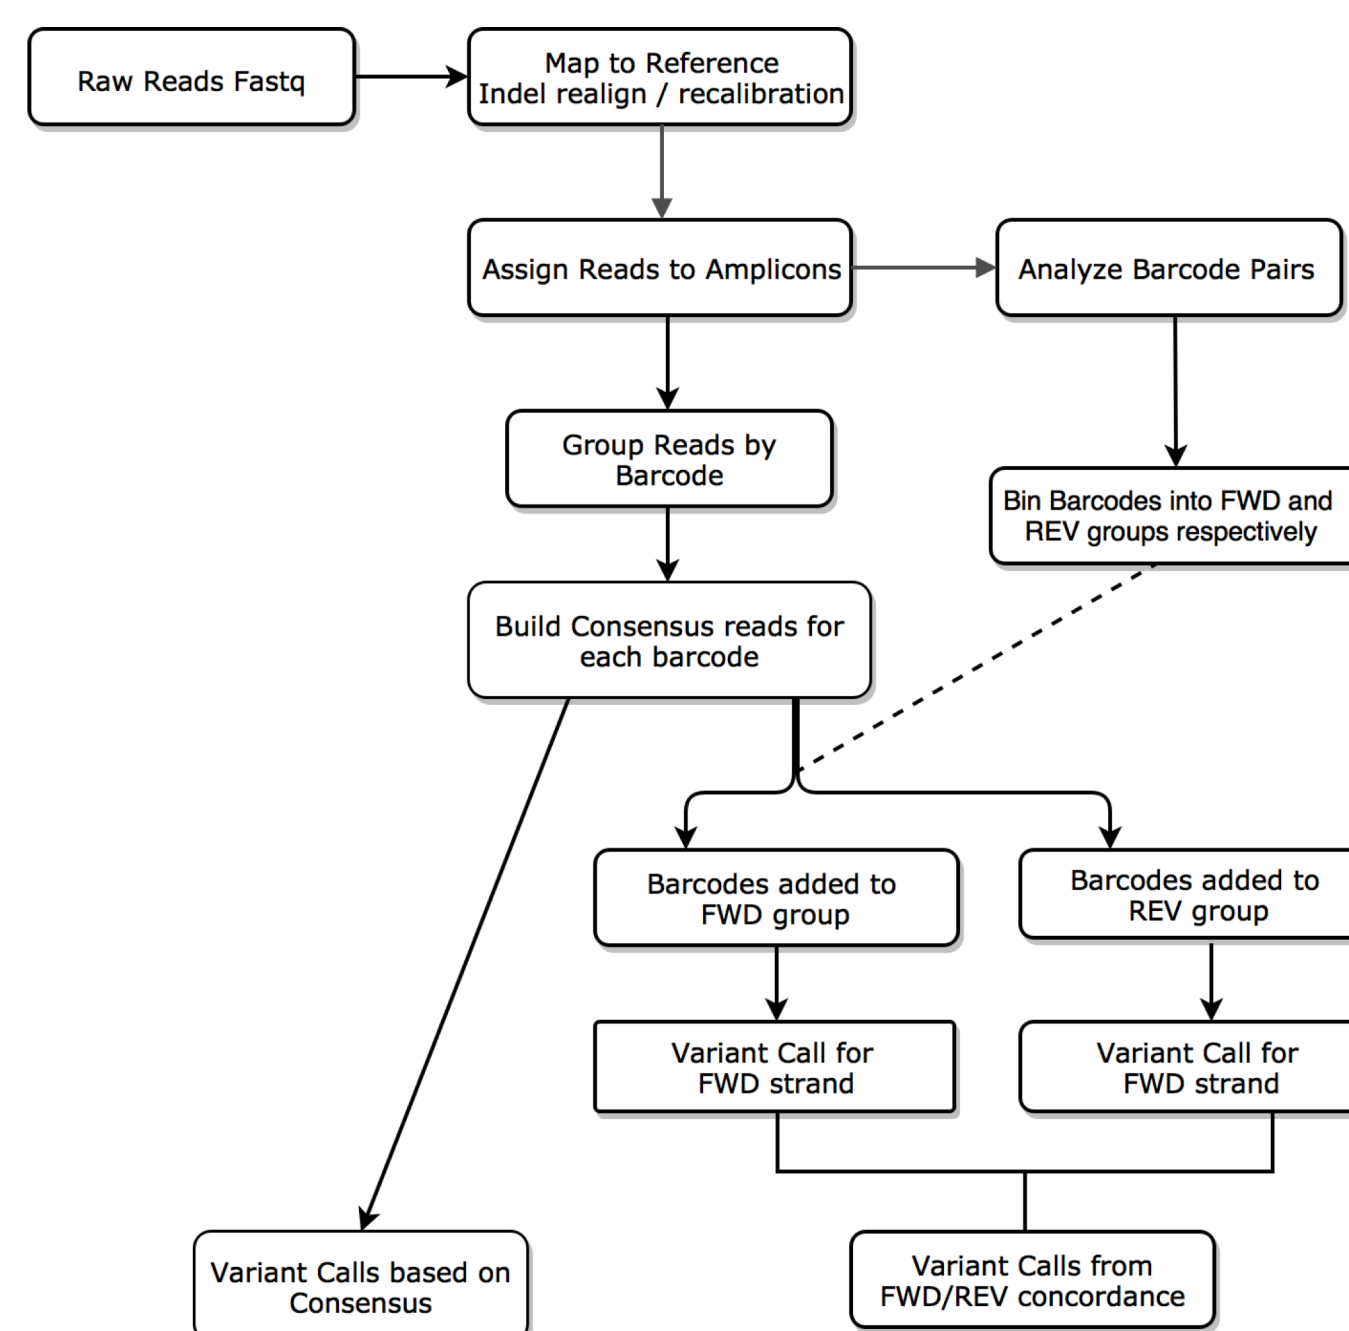 Raw Reads Fastq
Map to Reference
Indel realign / recalibration
Assign Reads to Amplicons
Analyze Barcode Pairs
Group Reads by
Barcode
Bin Barcodes into FWD and
REV groups respectively
Build Consensus reads for
each barcode
Barcodes added to
FWD group
Barcodes added to
REV group
Variant Call for
FWD strand
Variant Call for
FWD strand
Variant Calls based on
Consensus
Variant Calls from
FWD/REV concordance